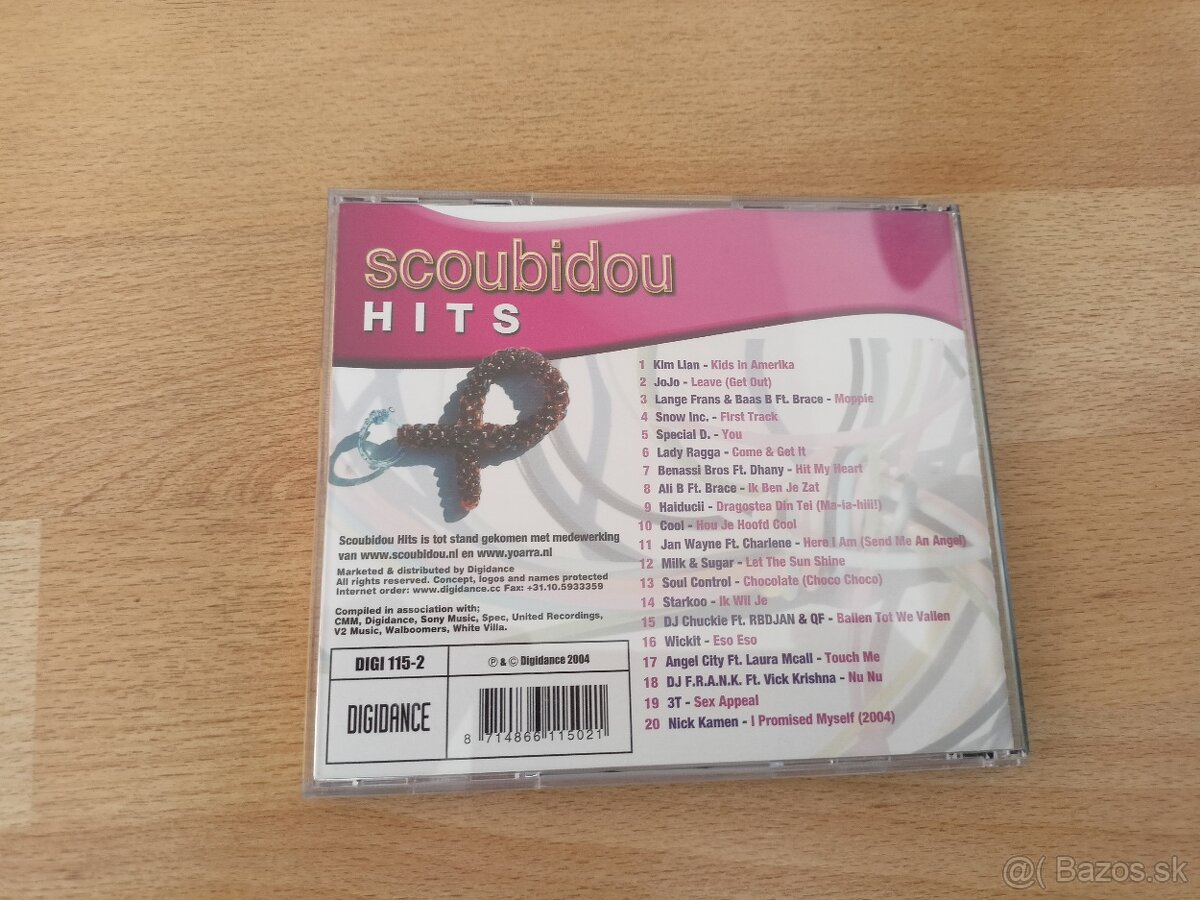 scoubidou
HITS
1 Kim Lian - Kids in Amerika
2 JoJo - Leave (Get Out)
3 Lange Frans & Baas B Ft. Brace - Moppie
4 Snow Inc. - First Track
5 Special D. - You
6 Lady Ragga - Come & Get It
7 Benassi Bros Ft. Dhany - Hit My Heart
8 Ali B Ft. Brace - Ik Ben Je Zat
9 Haiducii - Dragostea Din Tei (Ma-ia-hiii!)
10 Cool - Hou Je Hoofd Cool
11 Jan Wayne Ft. Charlene - Here I Am (Send Me An Angel)
12 Milk & Sugar - Let The Sun Shine
13 Soul Control - Chocolate (Choco Choco)
14 Starkoo - Ik Wil Je
15 DJ Chuckie Ft. RBDJAN & QF - Ballen Tot We Vallen
16 Wickit - Eso Eso
17 Angel City Ft. Laura Mcall - Touch Me
18 DJ F.R.A.N.K. Ft. Vick Krishna - Nu Nu
19 3T - Sex Appeal
20 Nick Kamen - I Promised Myself (2004)
Scoubidou Hits is tot stand gekomen met medewerking
van www.scoubidou.nl en www.yoarra.nl
Marketed & distributed by Digidance
All rights reserved. Concept, logos and names protected
Internet order: www.digidance.cc Fax: +31.10.5933359
Compiled in association with;
CMM, Digidance, Sony Music, Spec, United Recordings,
V2 Music, Walboomers, White Villa.
DIGI 115-2
℗ & © Digidance 2004
DIGIDANCE
8 714866 115021
@( Bazos.sk